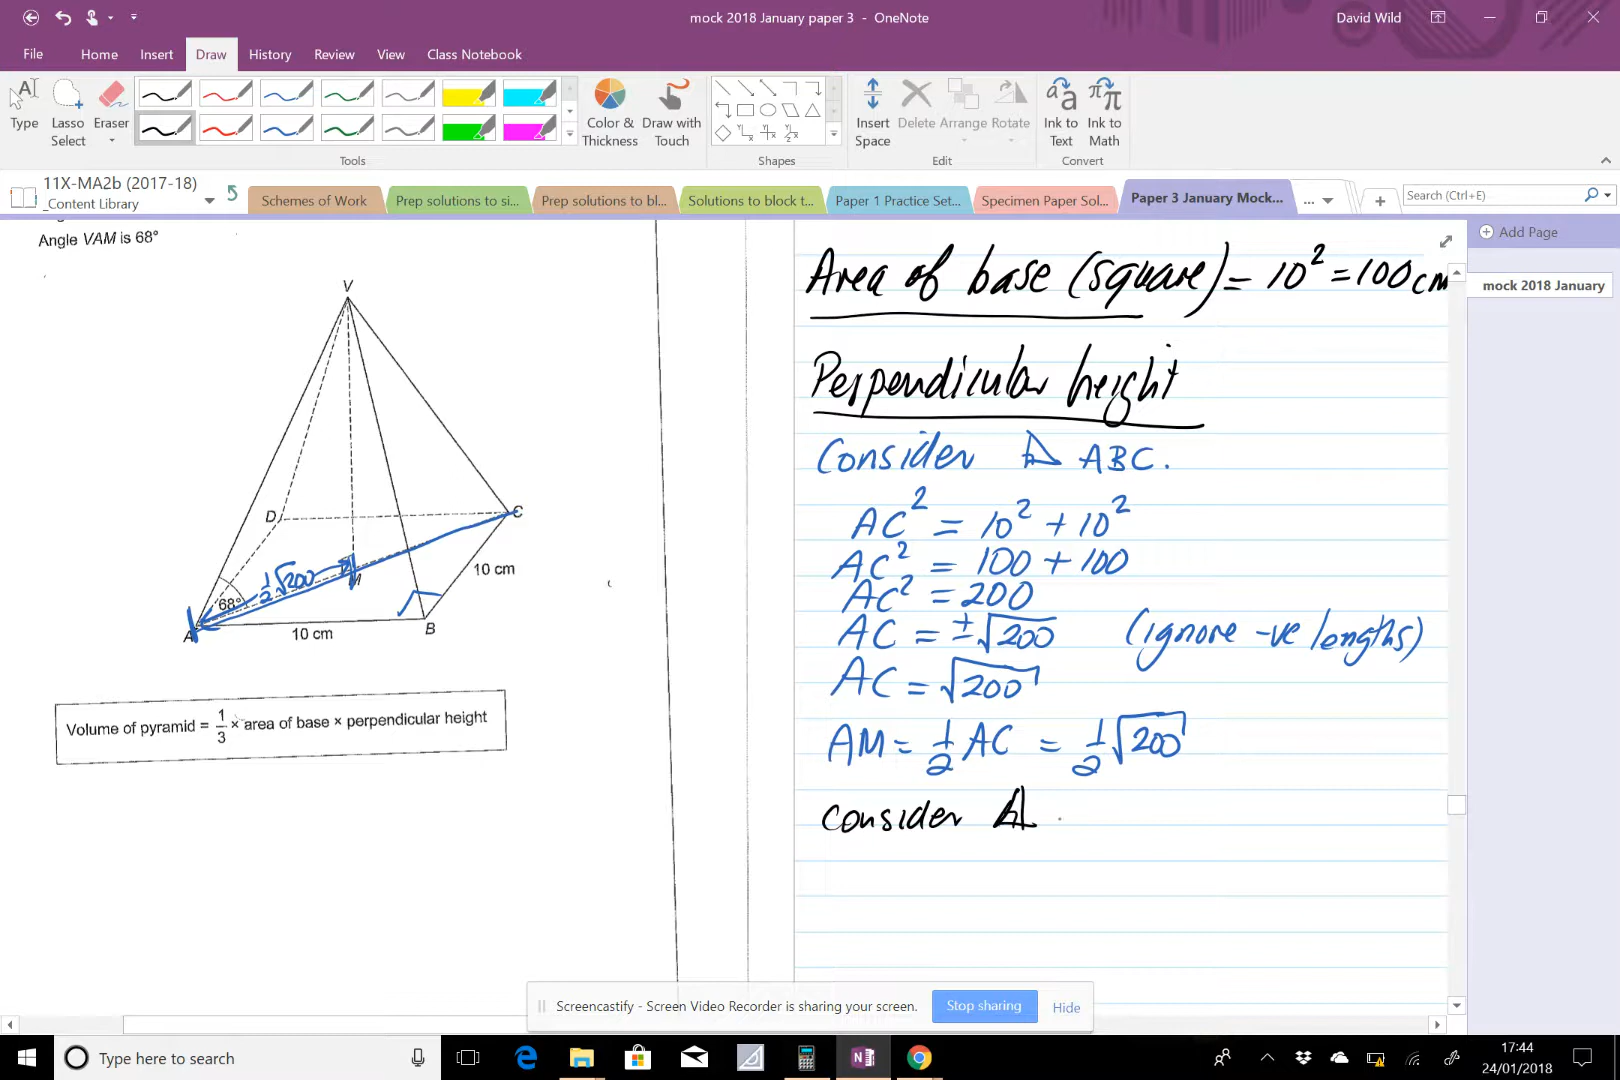 mock 2018 January paper 3 - OneNote
David Wild
File Home Insert Draw History Review View Class Notebook
Type
Lasso Select
Eraser
Color & Thickness
Draw with Touch
Insert Space
Delete
Arrange
Rotate
Ink to Text
Ink to Math
Tools
Shapes
Edit
Convert
11X-MA2b (2017-18)
_Content Library
Schemes of Work
Prep solutions to si...
Prep solutions to bl...
Solutions to block t...
Paper 1 Practice Set...
Specimen Paper Sol...
Paper 3 January Mock...
...
Search (Ctrl+E)
Add Page
mock 2018 January
Angle VAM is 68°
V
D
C
M
68°
½√200
10 cm
A
B
10 cm
Volume of pyramid = 1/3 × area of base × perpendicular height
Area of base (square) = 10² = 100cm
Perpendicular height
Consider ABC.
AC² = 10² + 10²
AC² = 100 + 100
AC² = 200
AC = ±√200 (ignore -ve lengths)
AC = √200
AM = ½AC = ½√200
consider
Screencastify - Screen Video Recorder is sharing your screen.
Stop sharing
Hide
Type here to search
17:44
24/01/2018